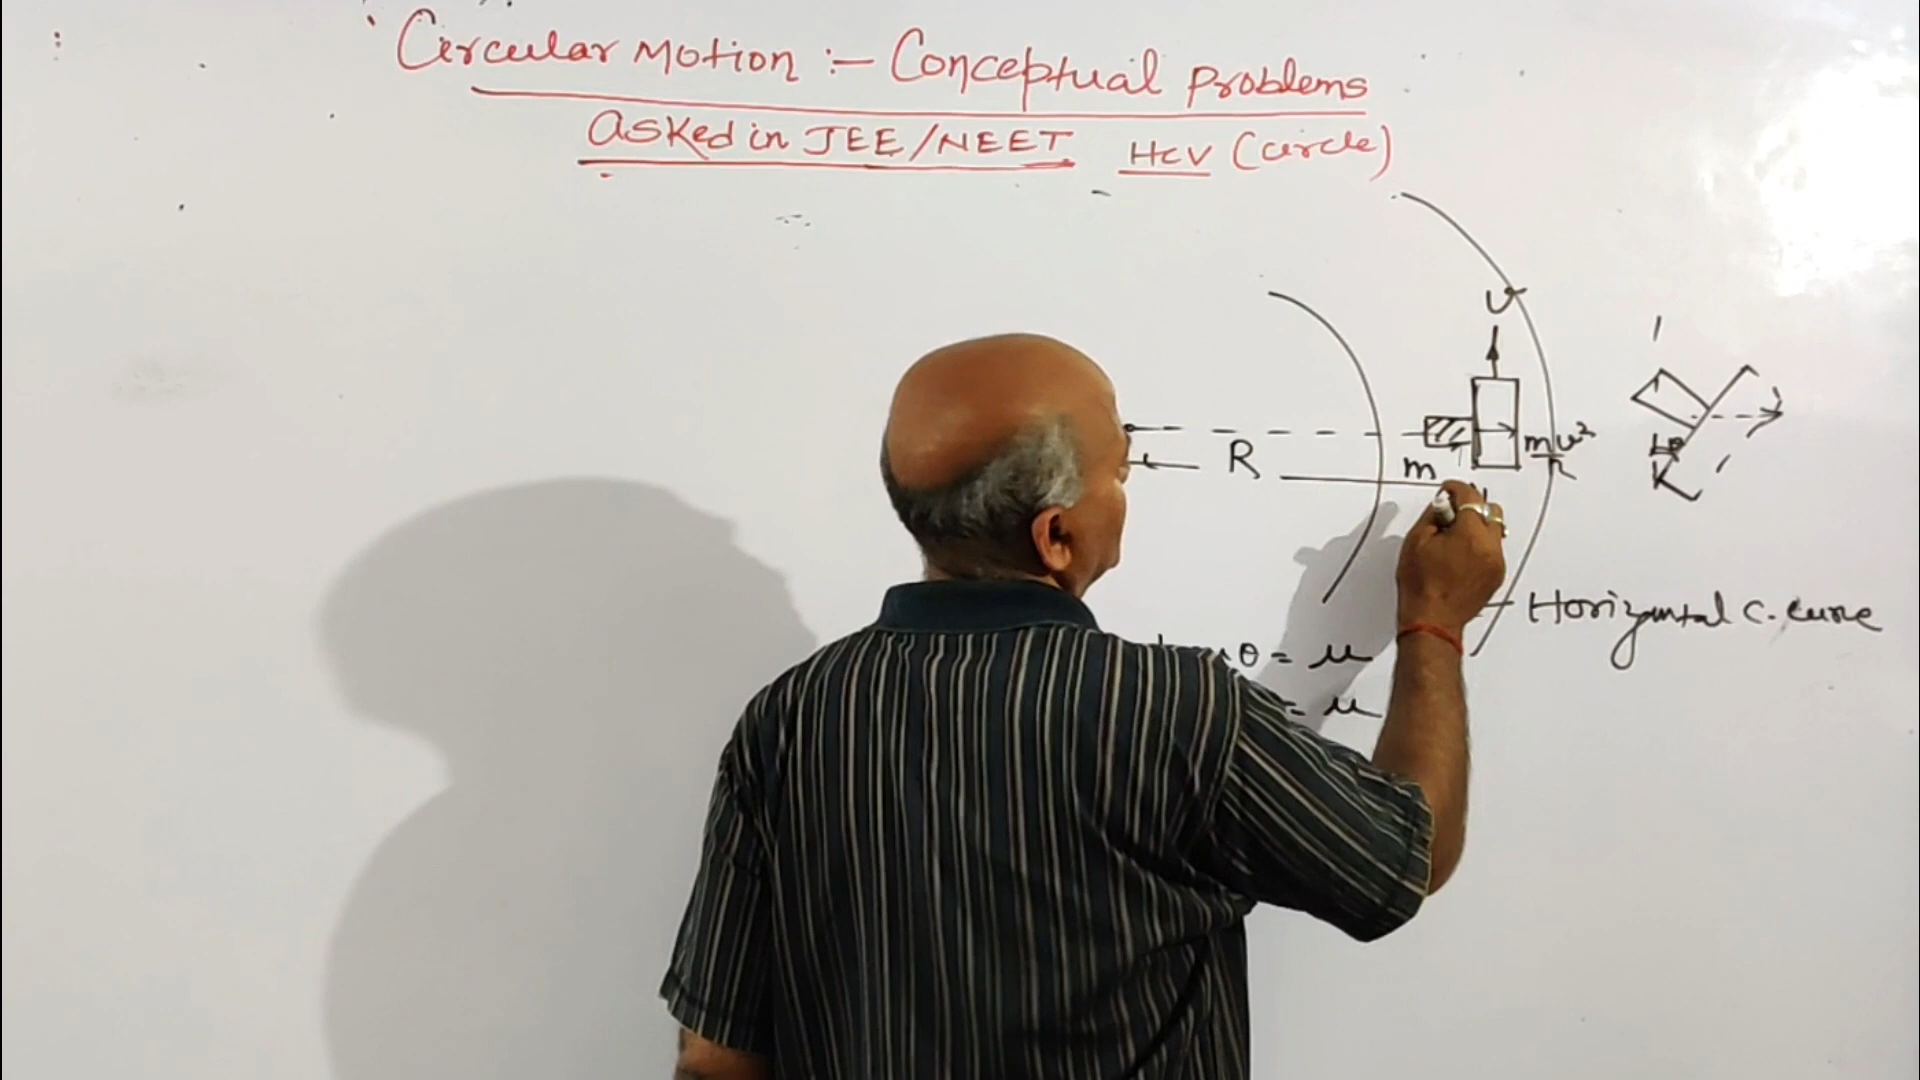 Circular Motion :- Conceptual problems
asked in JEE/NEET HCV (circle)
v
mv²
R
m
r
Horizontal C. curve
θ = μ
= μ